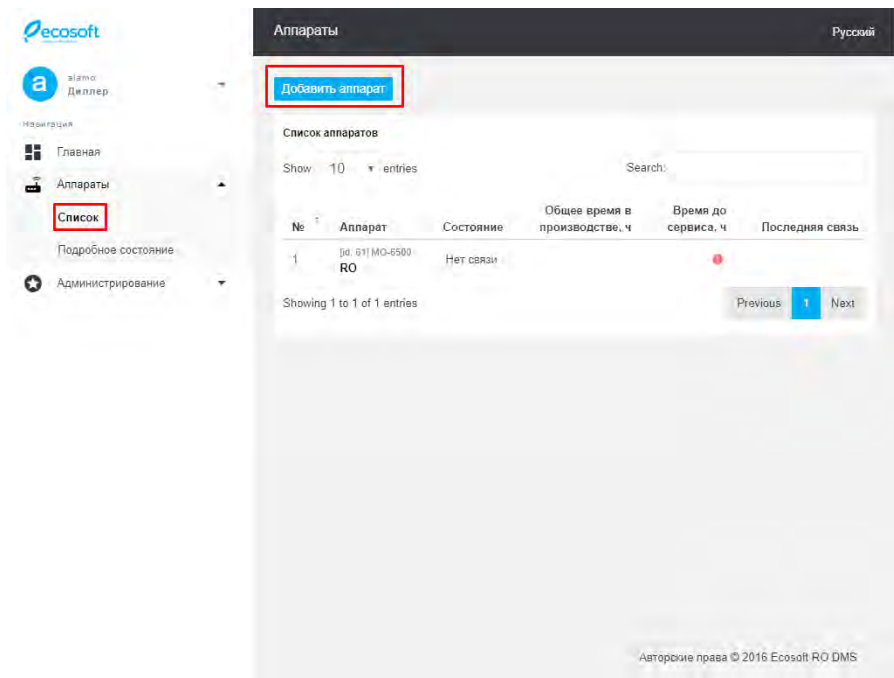 ecosoft
Аппараты
Русский
a
alamo
Диллер
Добавить аппарат
Навигация
Главная
Аппараты
Список
Подробное состояние
Администрирование
Список аппаратов
Show 10 entries
Search:
№ Аппарат Состояние Общее время в производстве, ч Время до сервиса, ч Последняя связь
1 [id. 61] MO-6500 RO Нет связи
Showing 1 to 1 of 1 entries
Previous 1 Next
Авторские права © 2016 Ecosoft RO DMS